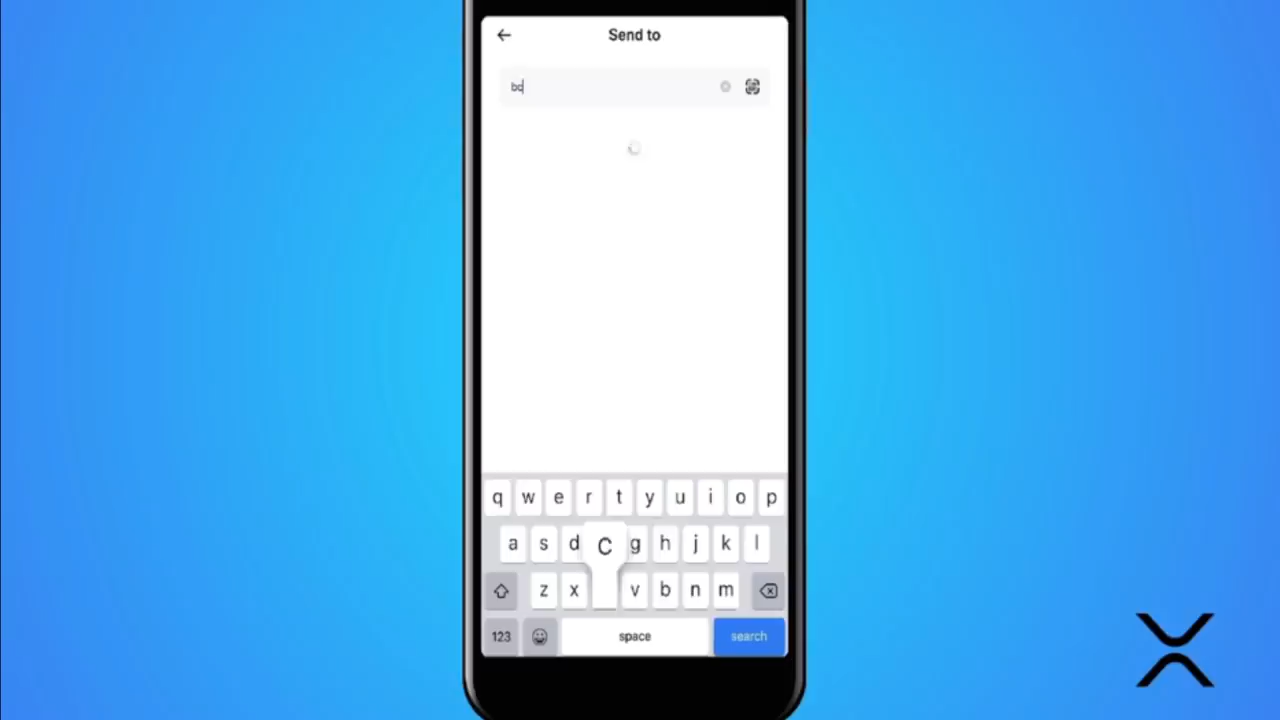 Send to
bc
q w e r t y u i o p
a s d C g h j k l
z x v b n m
123 space search